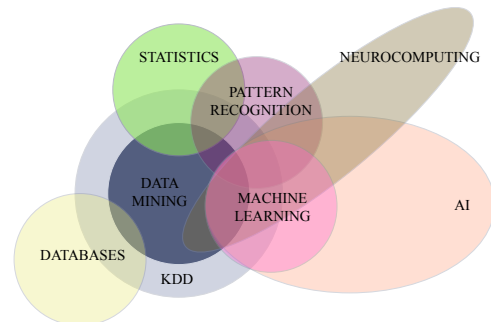 STATISTICS
NEUROCOMPUTING
PATTERN
RECOGNITION
DATA
MINING
MACHINE
LEARNING
AI
DATABASES
KDD